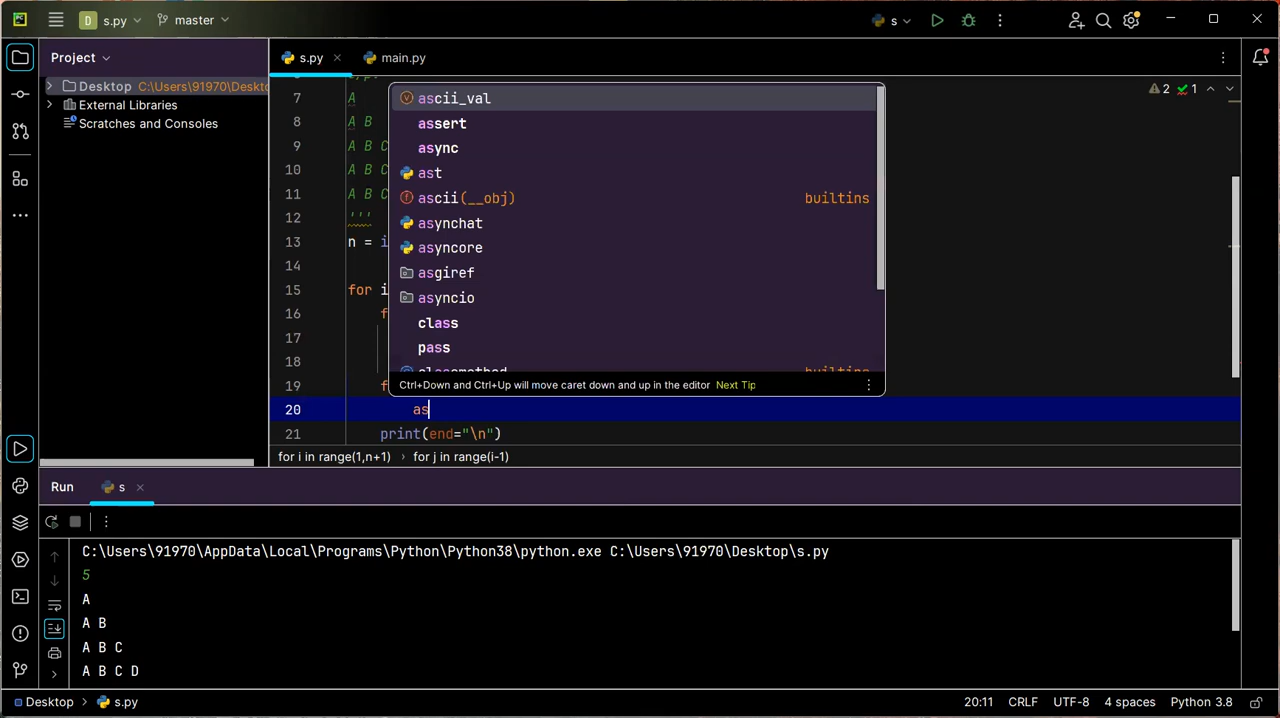 PC
D s.py master s
Project
s.py main.py
Desktop C:\Users\91970\Deskto
External Libraries
Scratches and Consoles
2 1
7 A
8 A B
9 A B C
10 A B C
11 A B C
12 '''
13 n = i
14
15 for i
16 f
17
18
19 f
20 as
21 print(end="\n")
ascii_val
assert
async
ast
ascii(__obj) builtins
asynchat
asyncore
asgiref
asyncio
class
pass
classmethod builtins
Ctrl+Down and Ctrl+Up will move caret down and up in the editor Next Tip
for i in range(1,n+1) › for j in range(i-1)
Run s
C:\Users\91970\AppData\Local\Programs\Python\Python38\python.exe C:\Users\91970\Desktop\s.py
5
A
A B
A B C
A B C D
Desktop › s.py 20:11 CRLF UTF-8 4 spaces Python 3.8